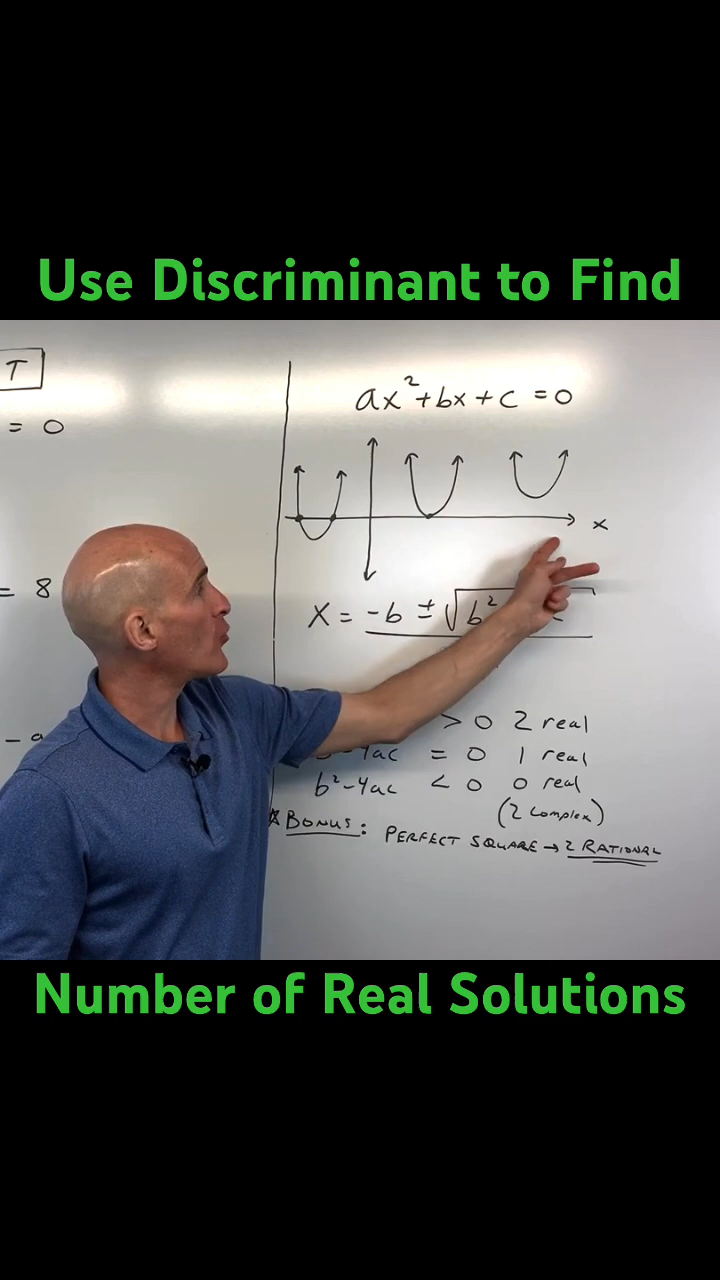 Use Discriminant to Find
T
= 0
ax²+bx+c = 0
x
= 8
x = -b ± √b²
> 0 2 real
- 4ac = 0 1 real
b²-4ac < 0 0 real
(2 complex)
*BONUS: PERFECT SQUARE → 2 RATIONAL
Number of Real Solutions